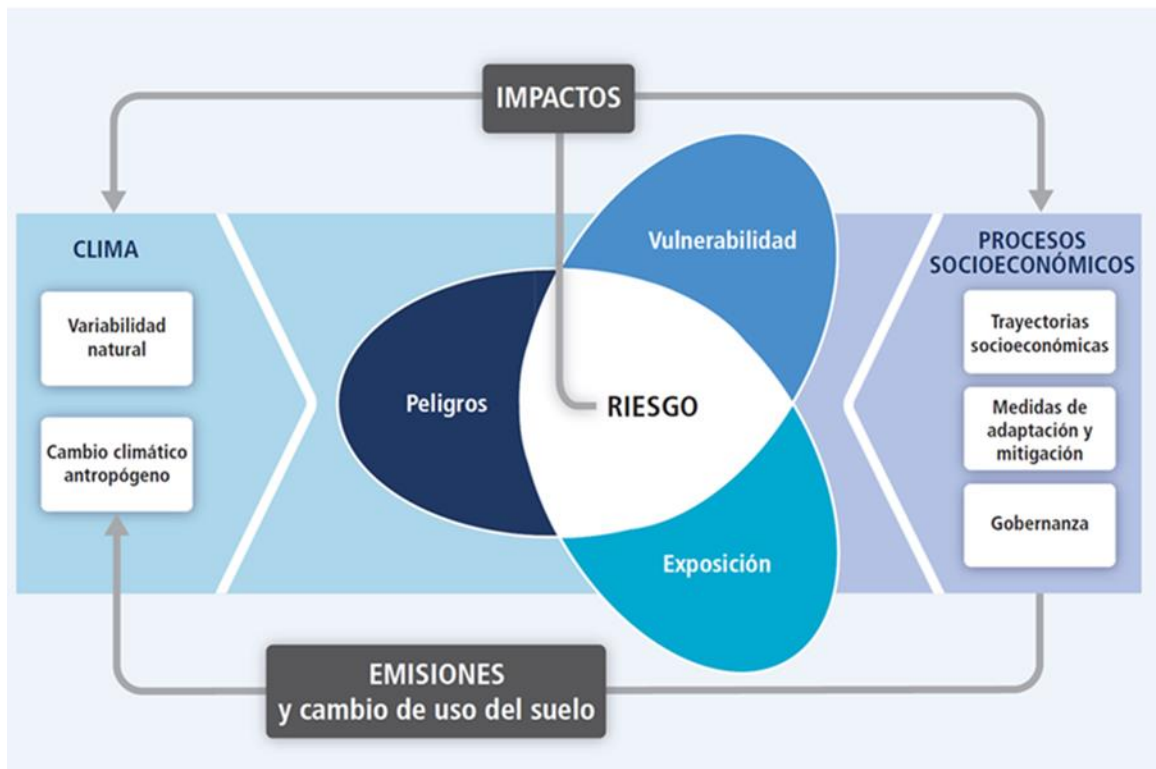 IMPACTOS
CLIMA
Variabilidad
natural
Cambio climático
antropógeno
Vulnerabilidad
Peligros
RIESGO
Exposición
PROCESOS
SOCIOECONÓMICOS
Trayectorias
socioeconómicas
Medidas de
adaptación y
mitigación
Gobernanza
EMISIONES
y cambio de uso del suelo